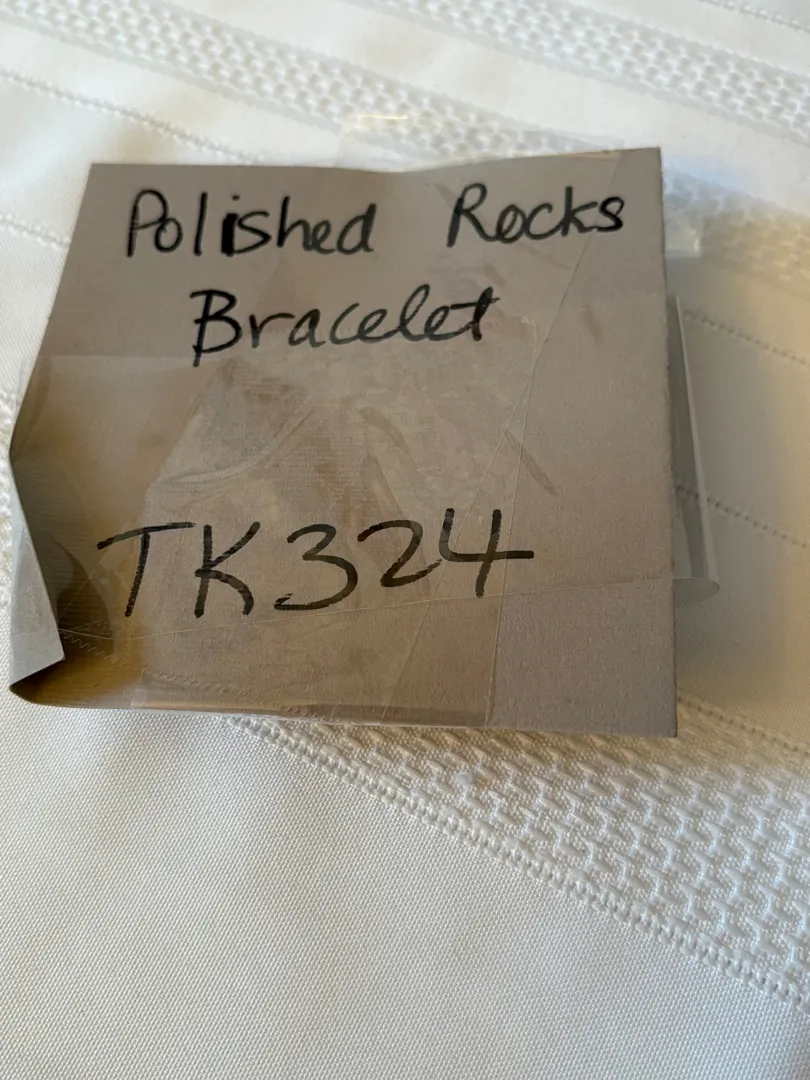 Polished Rocks
Bracelet
TK324